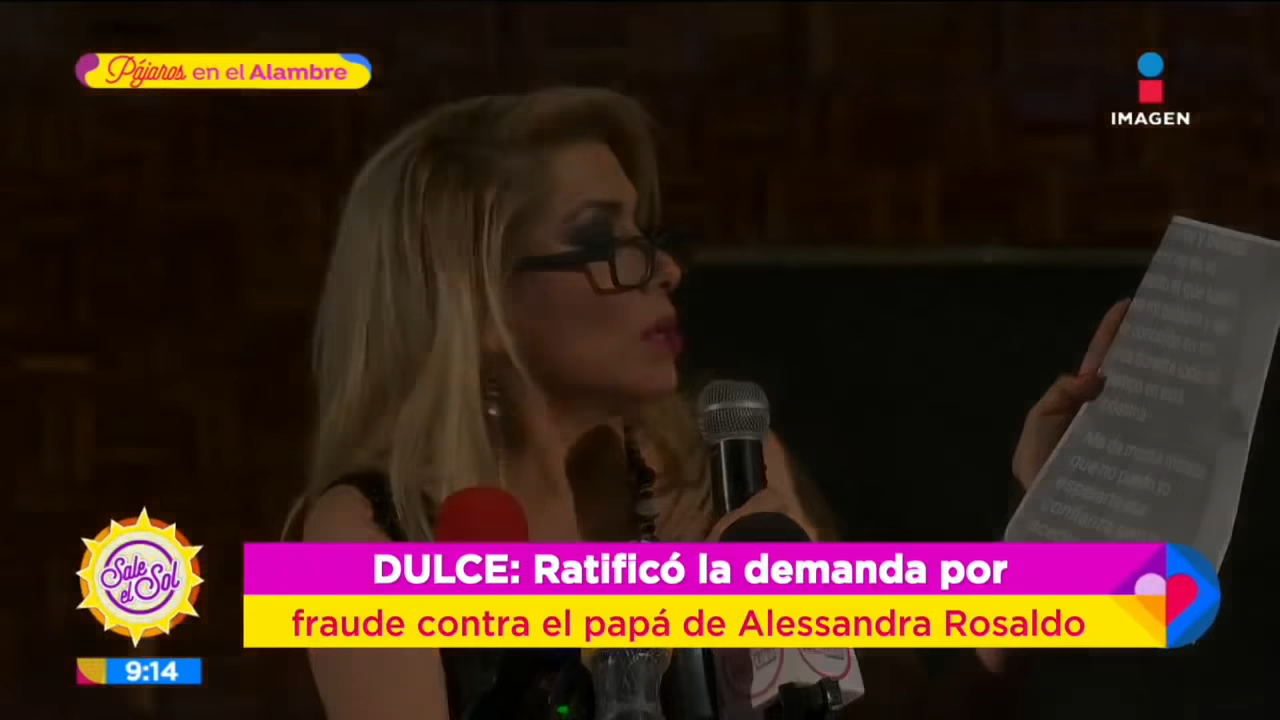 Pájaros en el Alambre
IMAGEN
DULCE: Ratificó la demanda por
fraude contra el papá de Alessandra Rosaldo
Sale
el Sol
9:14